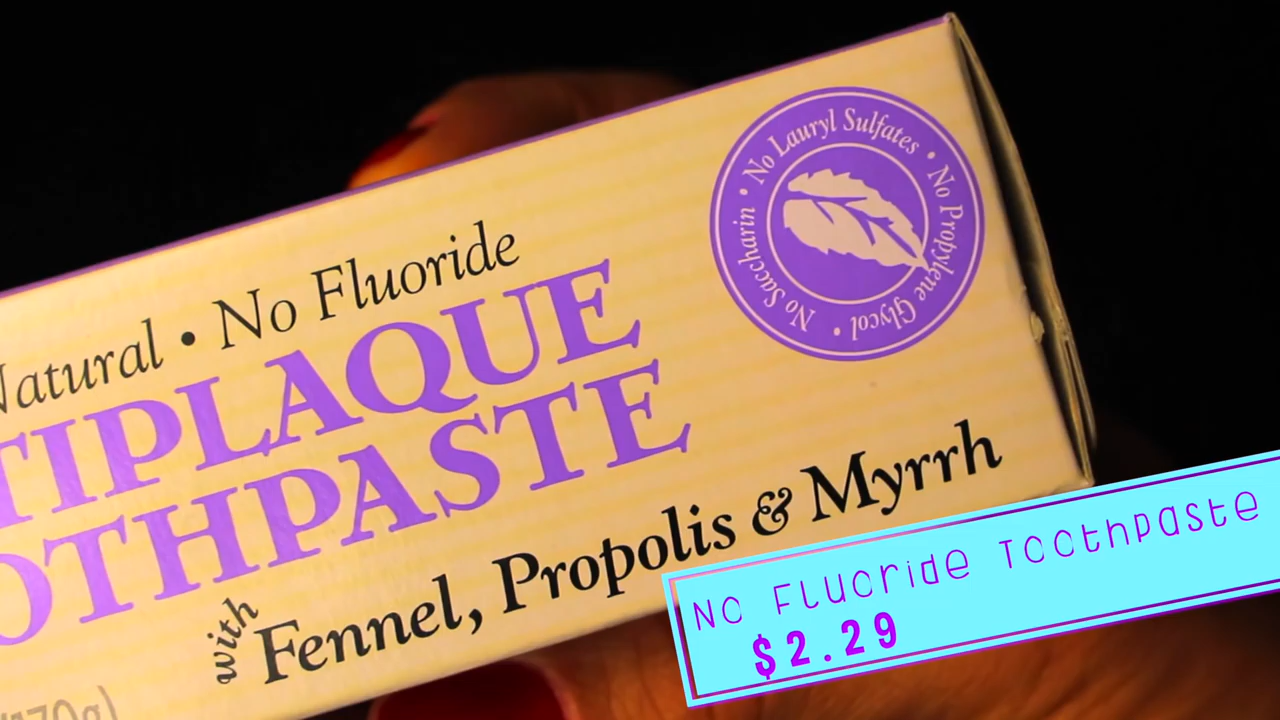 Natural • No Fluoride
TIPLAQUE
OTHPASTE
with Fennel, Propolis & Myrrh
170g)
No Lauryl Sulfates • No Propylene Glycol • No Saccharin •
No Fluoride Toothpaste
$2.29